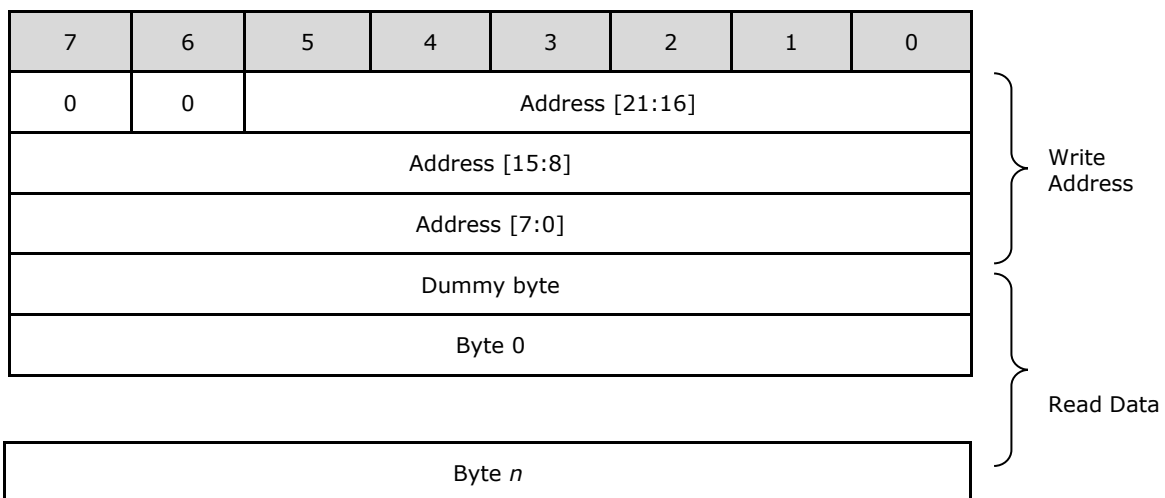 7 6 5 4 3 2 1 0
0 0 Address [21:16]
Address [15:8]
Address [7:0]
Write
Address
Dummy byte
Byte 0
Read Data
Byte n